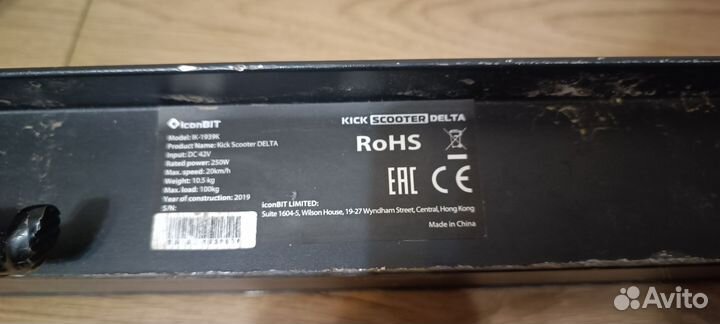 iconBIT
Model: IK-1939K
Product Name: Kick Scooter DELTA
Input: DC 42V
Rated power: 250W
Max. speed: 20km/h
Weight: 10.5 kg
Max. load: 100kg
Year of construction: 2019
S/N:
KICK SCOOTER DELTA
RoHS
EAC CE
iconBIT LIMITED:
Suite 1604-5, Wilson House, 19-27 Wyndham Street, Central, Hong Kong
Made in China
Avito